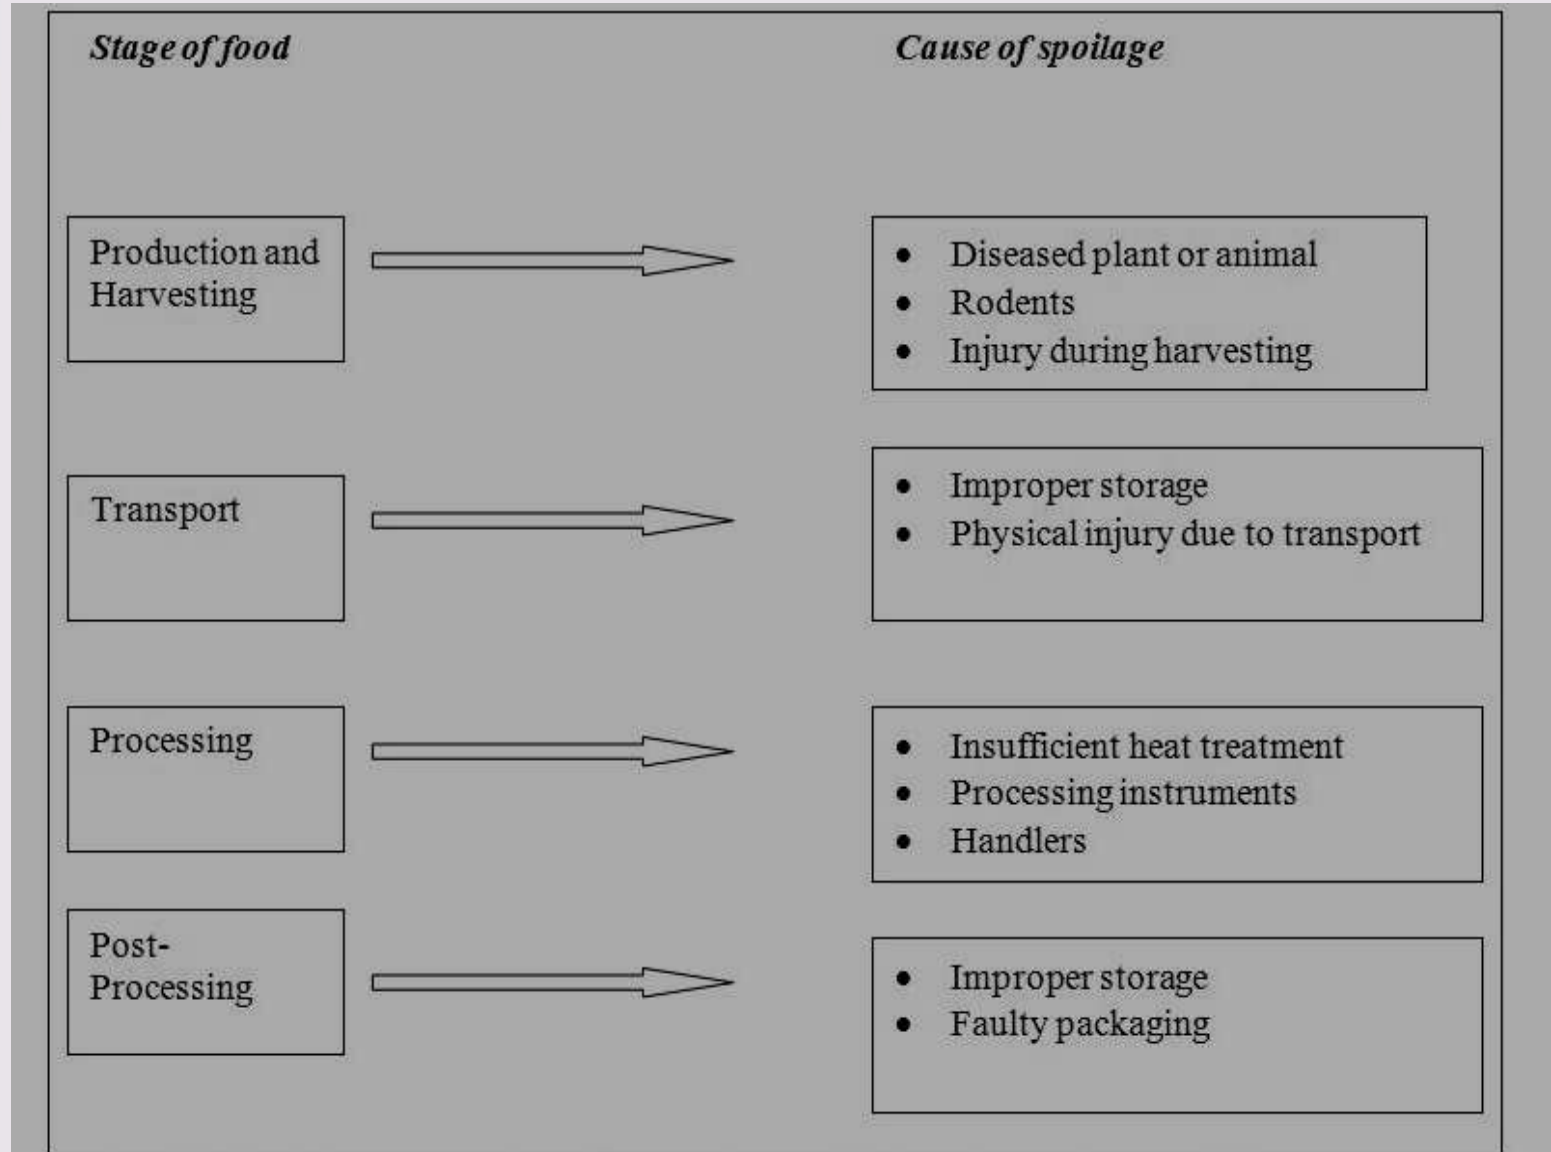 Stage of food
Cause of spoilage
Production and
Harvesting
• Diseased plant or animal
• Rodents
• Injury during harvesting
Transport
• Improper storage
• Physical injury due to transport
Processing
• Insufficient heat treatment
• Processing instruments
• Handlers
Post-
Processing
• Improper storage
• Faulty packaging